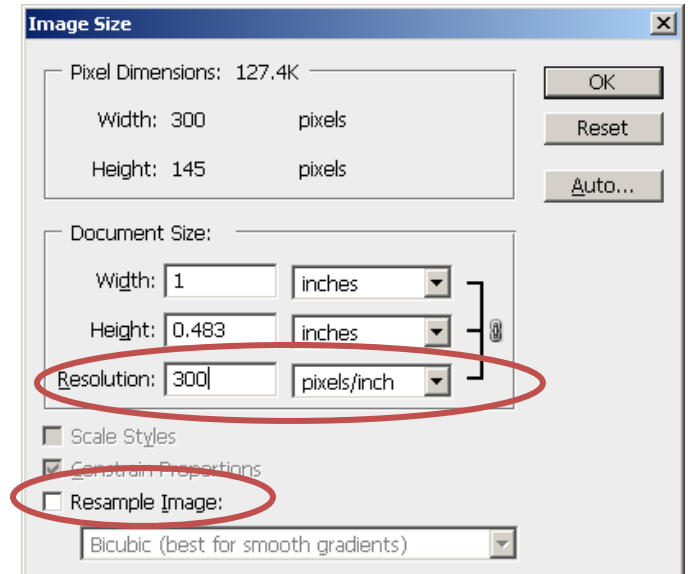 Image Size
Pixel Dimensions: 127.4K
OK
Width: 300 pixels
Reset
Height: 145 pixels
Auto...
Document Size:
Width: 1 inches
Height: 0.483 inches
Resolution: 300 pixels/inch
Scale Styles
Constrain Proportions
Resample Image:
Bicubic (best for smooth gradients)